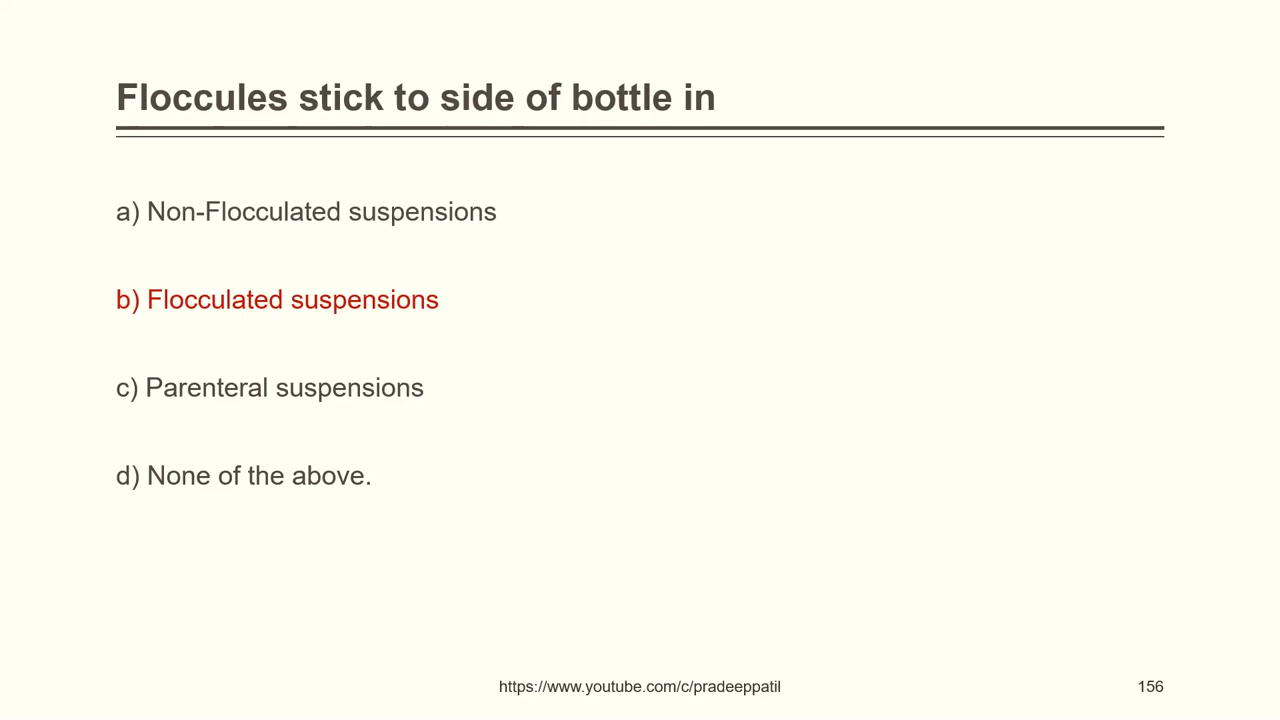 Floccules stick to side of bottle in
a) Non-Flocculated suspensions
b) Flocculated suspensions
c) Parenteral suspensions
d) None of the above.
https://www.youtube.com/c/pradeeppatil
156